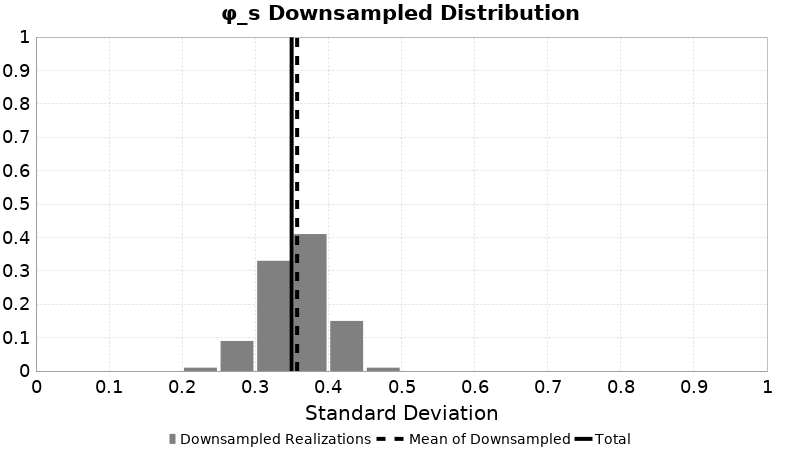 φ_s Downsampled Distribution
1
0.9
0.8
0.7
0.6
0.5
0.4
0.3
0.2
0.1
0
0 0.1 0.2 0.3 0.4 0.5 0.6 0.7 0.8 0.9 1
Standard Deviation
Downsampled Realizations Mean of Downsampled Total